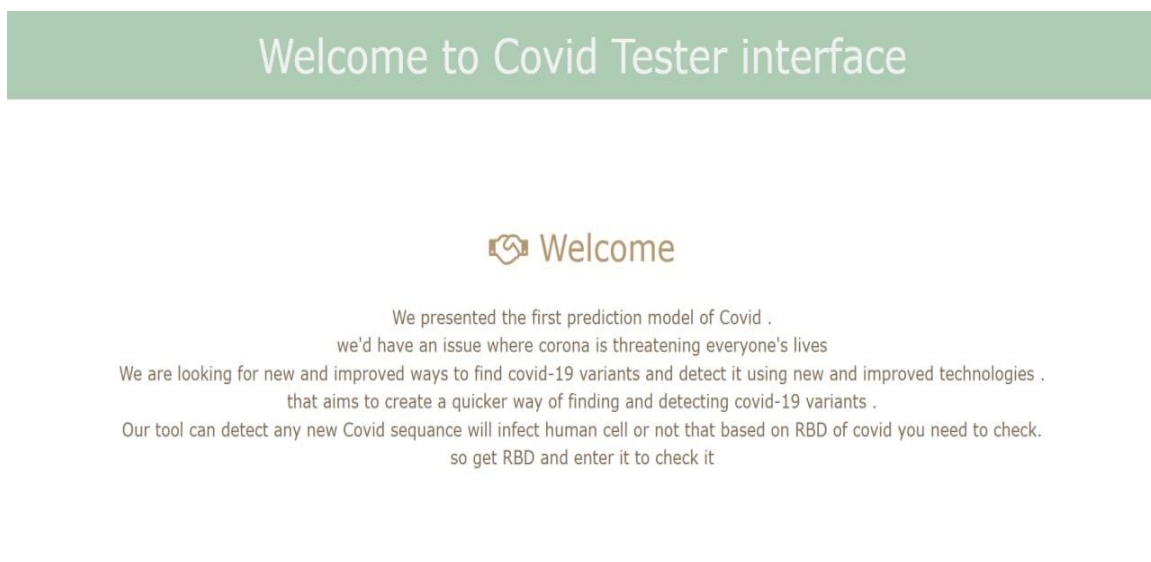 Welcome to Covid Tester interface
Welcome
We presented the first prediction model of Covid .
we'd have an issue where corona is threatening everyone's lives
We are looking for new and improved ways to find covid-19 variants and detect it using new and improved technologies .
that aims to create a quicker way of finding and detecting covid-19 variants .
Our tool can detect any new Covid sequance will infect human cell or not that based on RBD of covid you need to check.
so get RBD and enter it to check it